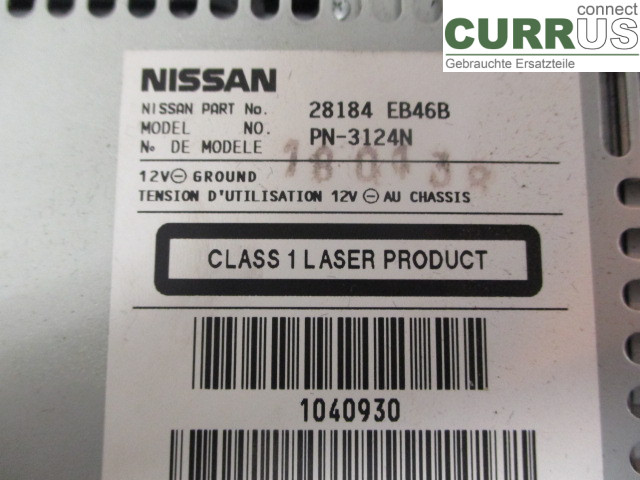 connect
CURRUS
Gebrauchte Ersatzteile
NISSAN
NISSAN PART No. 28184 EB46B
MODEL NO. PN-3124N
No DE MODELE
12V⊖ GROUND
TENSION D'UTILISATION 12V ⊖ AU CHASSIS
CLASS 1 LASER PRODUCT
1040930